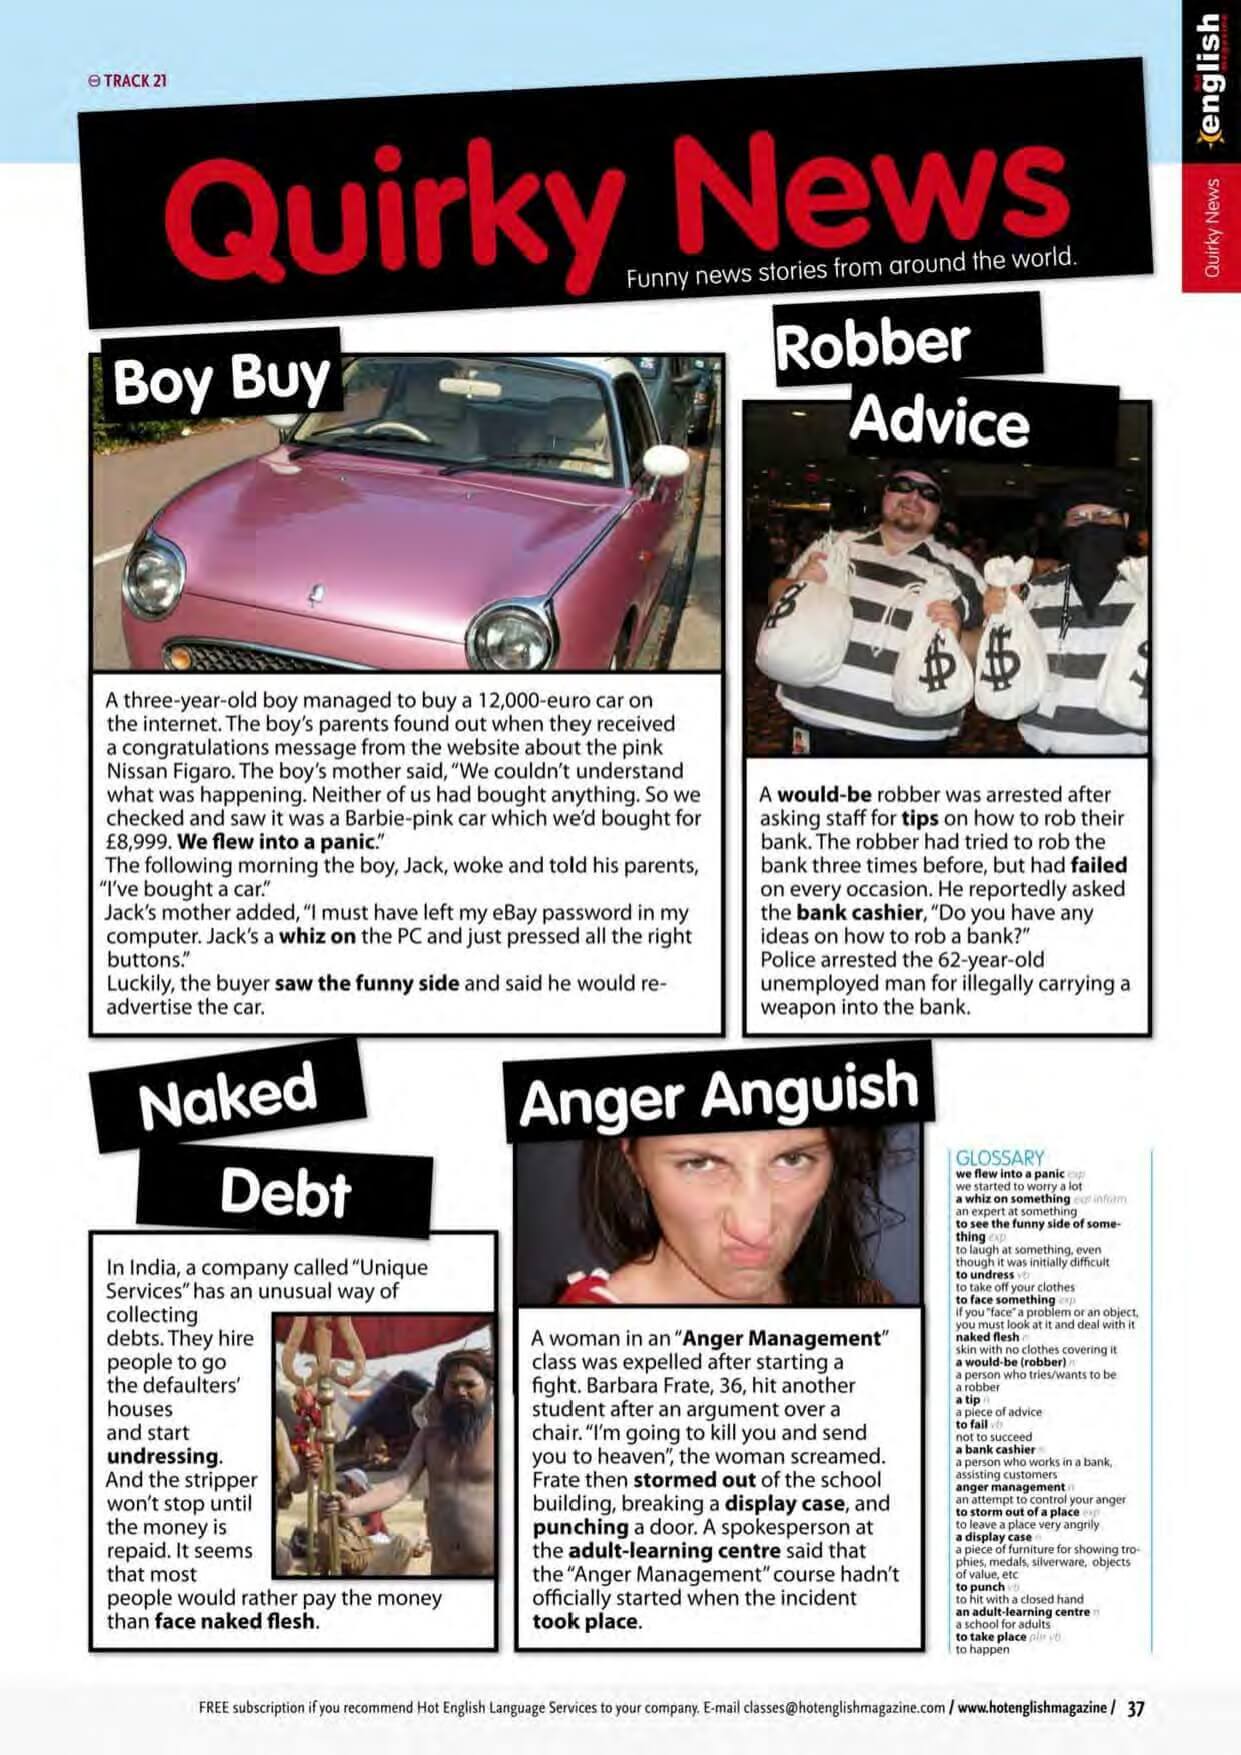 TRACK 21
english
magazine
Quirky News
Quirky News
Funny news stories from around the world.
Boy Buy
A three-year-old boy managed to buy a 12,000-euro car on
the internet. The boy's parents found out when they received
a congratulations message from the website about the pink
Nissan Figaro. The boy's mother said, “We couldn't understand
what was happening. Neither of us had bought anything. So we
checked and saw it was a Barbie-pink car which we'd bought for
£8,999. We flew into a panic.”
The following morning the boy, Jack, woke and told his parents,
“I've bought a car.”
Jack's mother added, “I must have left my eBay password in my
computer. Jack's a whiz on the PC and just pressed all the right
buttons.”
Luckily, the buyer saw the funny side and said he would re-
advertise the car.
Robber
Advice
$
$
$
A would-be robber was arrested after
asking staff for tips on how to rob their
bank. The robber had tried to rob the
bank three times before, but had failed
on every occasion. He reportedly asked
the bank cashier, “Do you have any
ideas on how to rob a bank?”
Police arrested the 62-year-old
unemployed man for illegally carrying a
weapon into the bank.
Naked
Debt
In India, a company called “Unique
Services” has an unusual way of
collecting
debts. They hire
people to go
the defaulters'
houses
and start
undressing.
And the stripper
won't stop until
the money is
repaid. It seems
that most
people would rather pay the money
than face naked flesh.
Anger Anguish
A woman in an “Anger Management”
class was expelled after starting a
fight. Barbara Frate, 36, hit another
student after an argument over a
chair. “I'm going to kill you and send
you to heaven”, the woman screamed.
Frate then stormed out of the school
building, breaking a display case, and
punching a door. A spokesperson at
the adult-learning centre said that
the “Anger Management” course hadn't
officially started when the incident
took place.
GLOSSARY
we flew into a panic exp
we started to worry a lot
a whiz on something exp inform
an expert at something
to see the funny side of some-
thing exp
to laugh at something, even
though it was initially difficult
to undress vb
to take off your clothes
to face something exp
if you “face” a problem or an object,
you must look at it and deal with it
naked flesh n
skin with no clothes covering it
a would-be (robber) n
a person who tries/wants to be
a robber
a tip n
a piece of advice
to fail vb
not to succeed
a bank cashier n
a person who works in a bank,
assisting customers
anger management n
an attempt to control your anger
to storm out of a place exp
to leave a place very angrily
a display case n
a piece of furniture for showing tro-
phies, medals, silverware, objects
of value, etc
to punch vb
to hit with a closed hand
an adult-learning centre n
a school for adults
to take place phr vb
to happen
FREE subscription if you recommend Hot English Language Services to your company. E-mail classes@hotenglishmagazine.com / www.hotenglishmagazine / 37